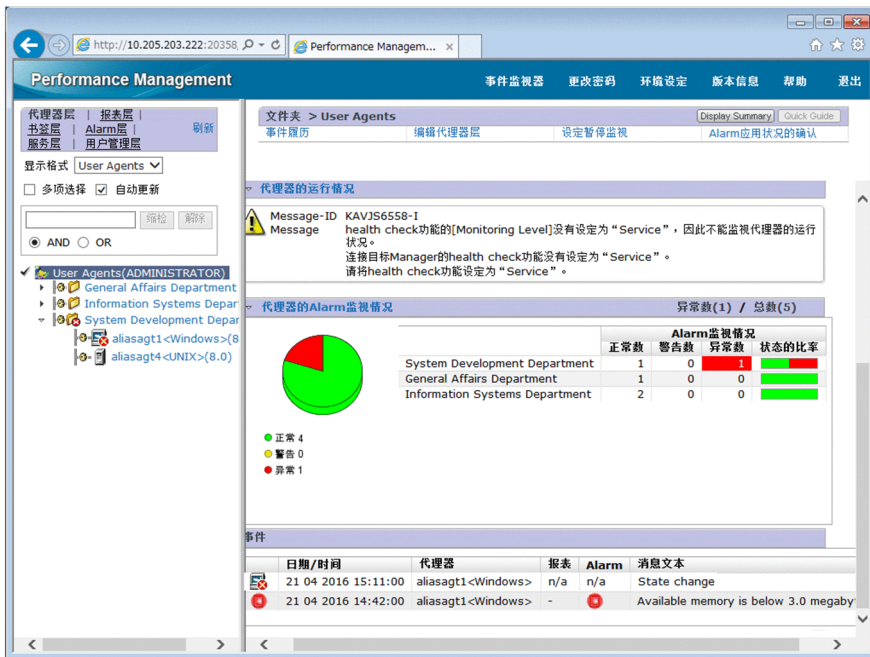 http://10.205.203.222:20358,
Performance Managem...
Performance Management
事件监视器 更改密码 环境设定 版本信息 帮助 退出
代理器层 | 报表层 |
书签层 | Alarm层 | 刷新
服务层 | 用户管理层
显示格式 User Agents
多项选择 自动更新
缩检 解除
AND OR
User Agents(ADMINISTRATOR)
General Affairs Department
Information Systems Depar
System Development Depar
aliasagt1<Windows>(8
aliasagt4<UNIX>(8.0)
文件夹 > User Agents Display Summary Quick Guide
事件履历 编辑代理器层 设定暂停监视 Alarm应用状况的确认
代理器的运行情况
Message-ID KAVJS6558-I
Message health check功能的[Monitoring Level]没有设定为“Service”，因此不能监视代理器的运行
状况。
连接目标Manager的health check功能没有设定为“Service”。
请将health check功能设定为“Service”。
代理器的Alarm监视情况 异常数(1) / 总数(5)
Alarm监视情况
正常数 警告数 异常数 状态的比率
System Development Department 1 0 1
General Affairs Department 1 0 0
Information Systems Department 2 0 0
正常 4
警告 0
异常 1
事件
日期/时间 代理器 报表 Alarm 消息文本
21 04 2016 15:11:00 aliasagt1<Windows> n/a n/a State change
21 04 2016 14:42:00 aliasagt1<Windows> - Available memory is below 3.0 megaby